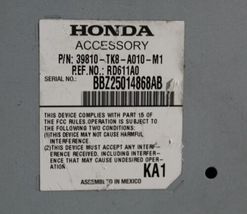 HONDA
ACCESSORY
P/N: 39810-TK8-A010-M1
REF.NO.: RD611A0
SERIAL NO.: BBZ25014868AB
THIS DEVICE COMPLIES WITH PART 15 OF
THE FCC RULES.OPERATION IS SUBJECT TO
THE FOLLOWING TWO CONDITIONS:
(1)THIS DEVICE MAY NOT CAUSE HARMFUL
INTERFERENCE.
(2)THIS DEVICE MUST ACCEPT ANY INTERFER-
ENCE RECEIVED, INCLUDING INTERFERENCE
THAT MAY CAUSE UNDESIRED OPER-
ATION.
KA1
ASSEMBLED IN MEXICO